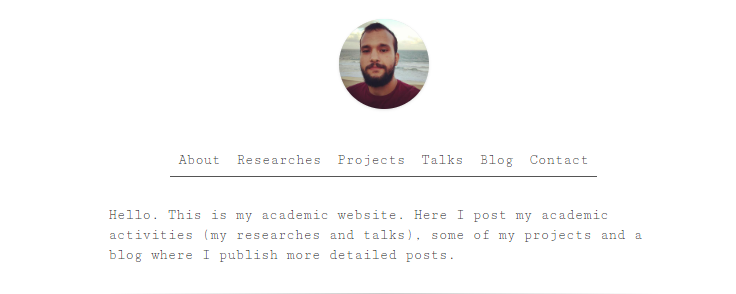 About Researches Projects Talks Blog Contact
Hello. This is my academic website. Here I post my academic
activities (my researches and talks), some of my projects and a
blog where I publish more detailed posts.